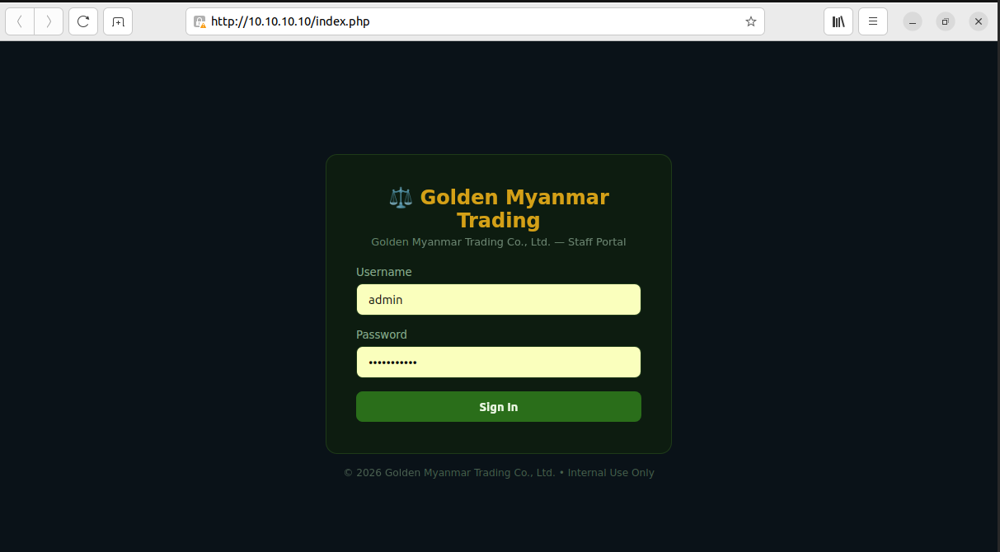 http://10.10.10.10/index.php
⚖️ Golden Myanmar
Trading
Golden Myanmar Trading Co., Ltd. — Staff Portal
Username
admin
Password
•••••••••••
Sign In
© 2026 Golden Myanmar Trading Co., Ltd. • Internal Use Only